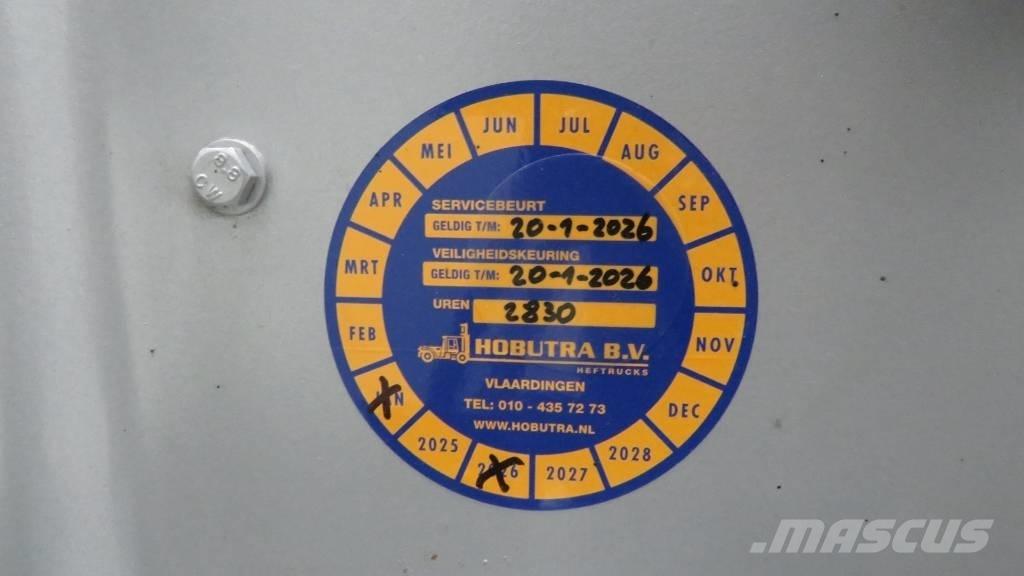 JUN
JUL
MEI
AUG
APR
SEP
MRT
OKT
FEB
NOV
DEC
2025
2026
2027
2028
SERVICEBEURT
GELDIG T/M: 20-1-2026
VEILIGHEIDSKEURING
GELDIG T/M: 20-1-2026
UREN 2830
HOBUTRA B.V.
HEFTRUCKS
VLAARDINGEN
TEL: 010 - 435 72 73
WWW.HOBUTRA.NL
8.8
CW
MASCUS